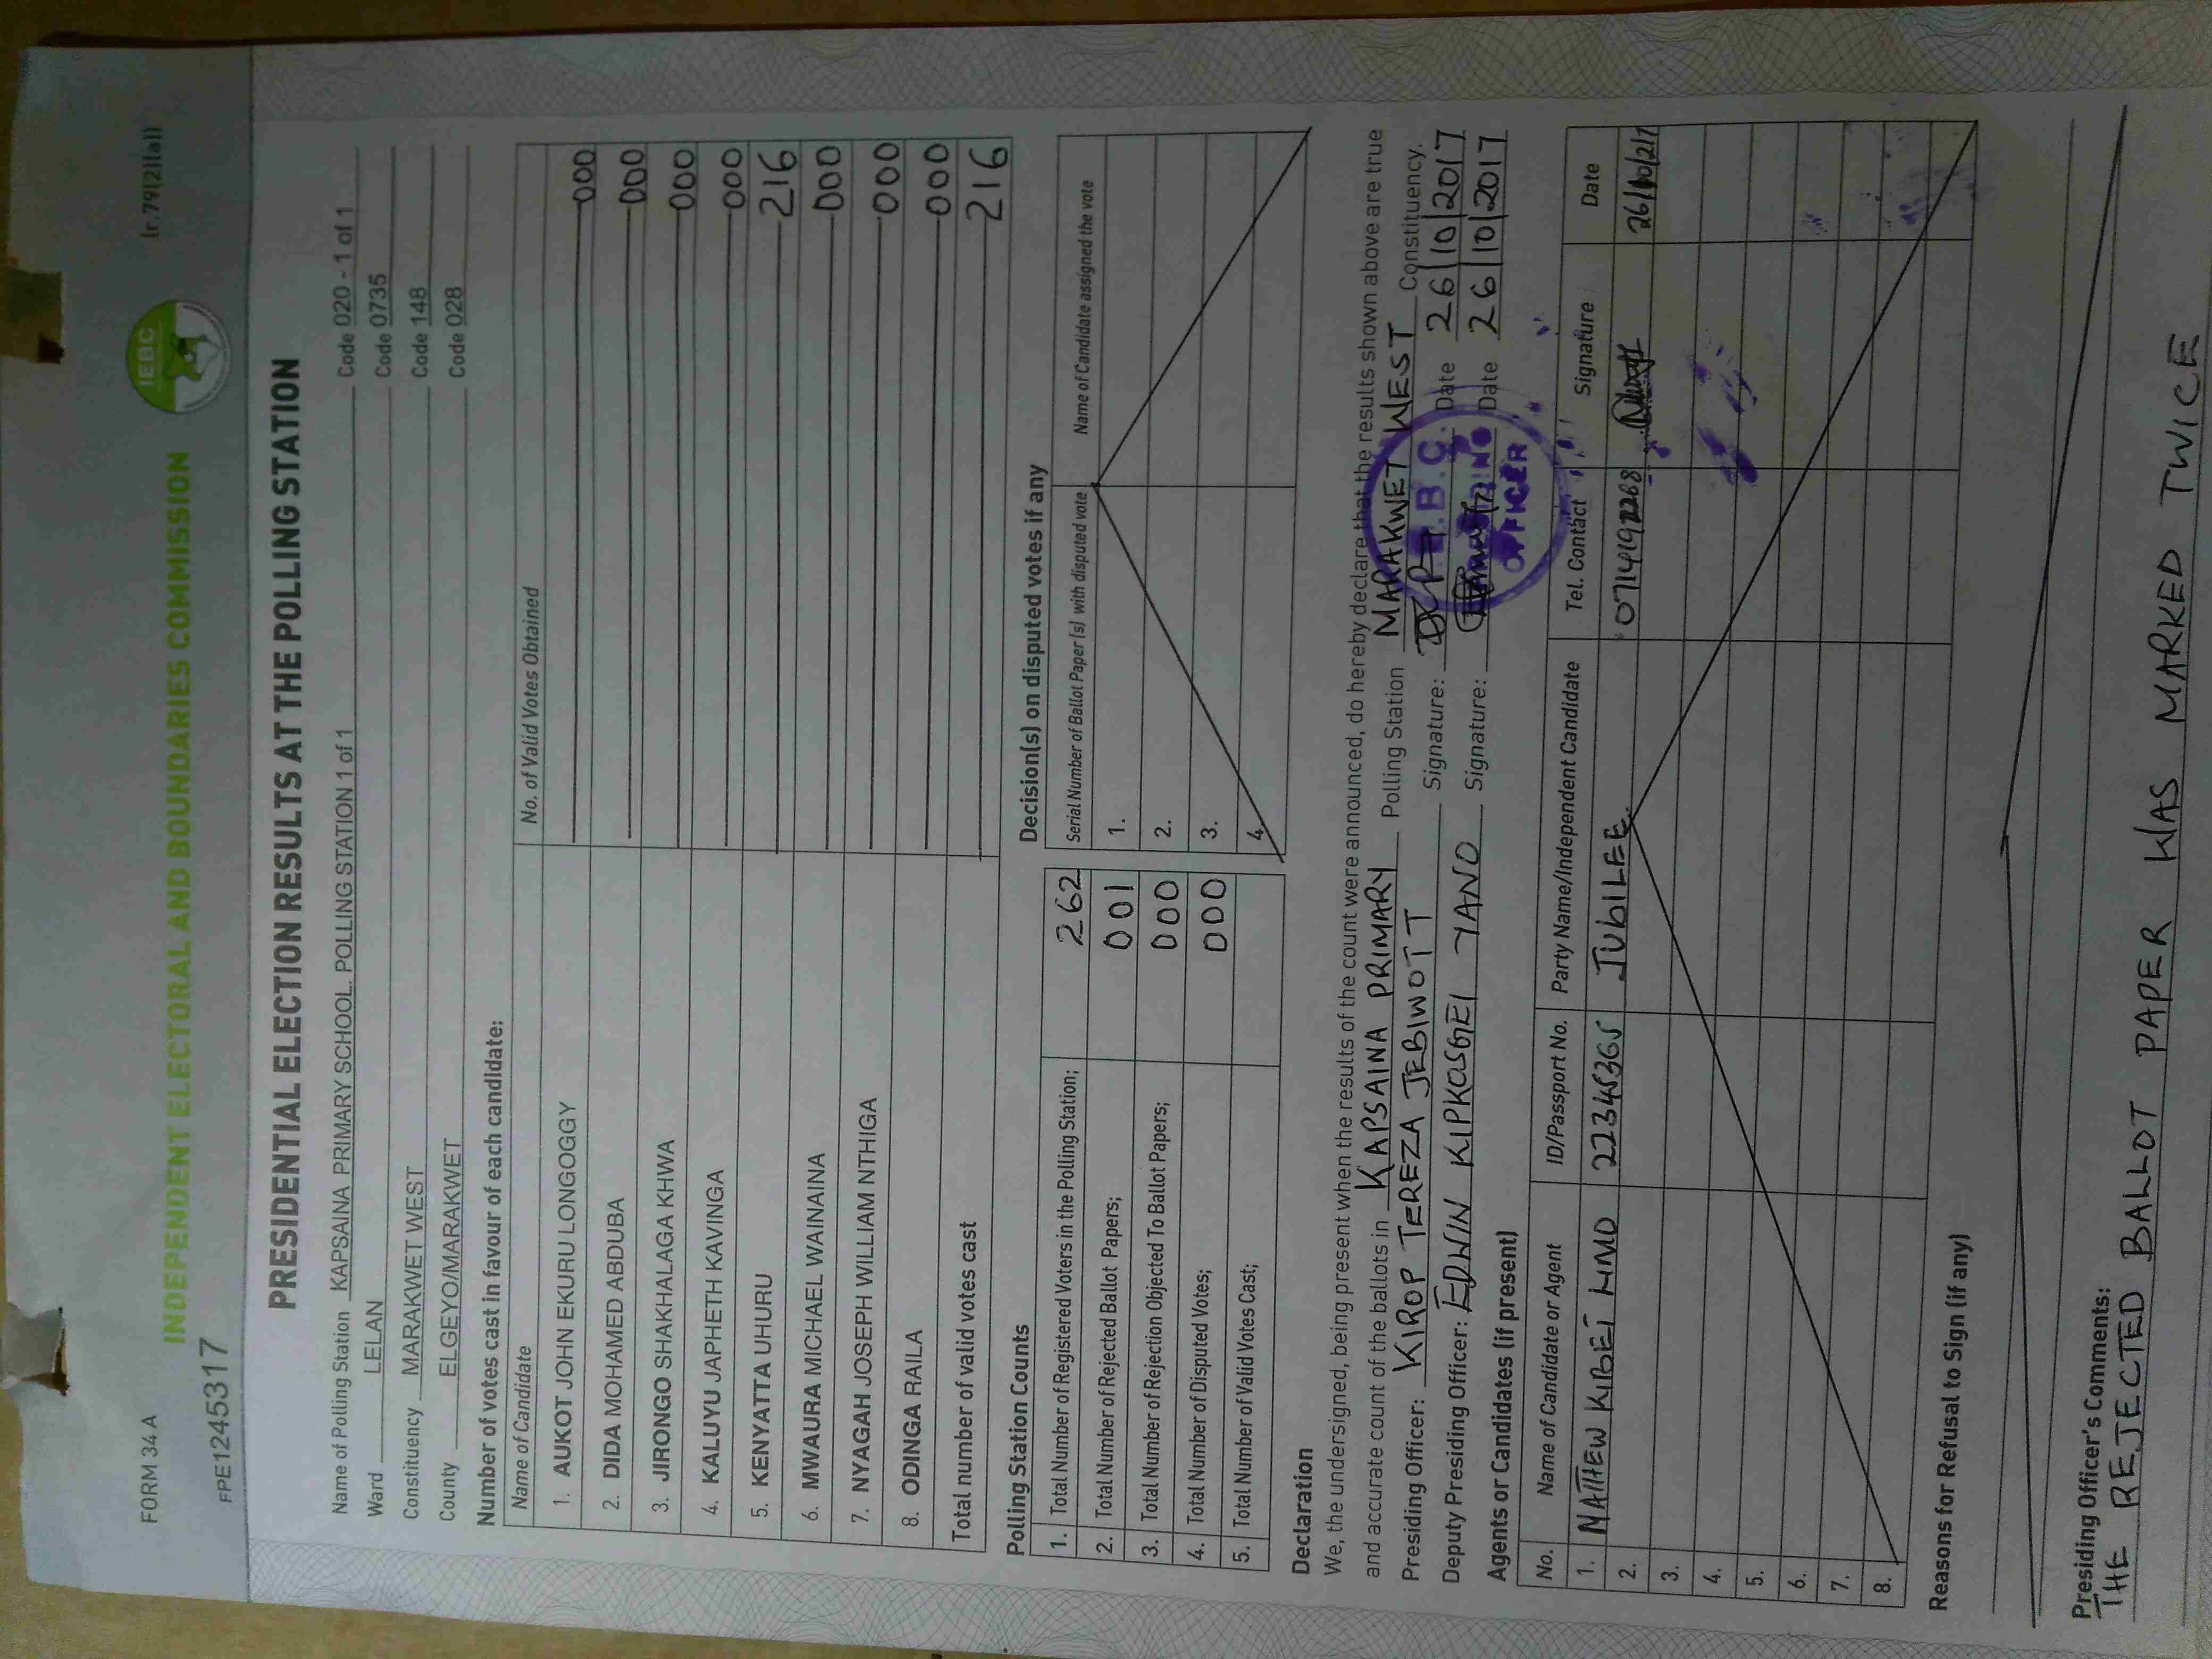 FORM 34 A
(r.79(2)(a))
IEBC
INDEPENDENT ELECTORAL AND BOUNDARIES COMMISSION
FPE1245317
PRESIDENTIAL ELECTION RESULTS AT THE POLLING STATION
Name of Polling Station KAPSAINA PRIMARY SCHOOL, POLLING STATION 1 of 1 Code 020 - 1 of 1
Ward LELAN Code 0735
Constituency MARAKWET WEST Code 148
County ELGEYO/MARAKWET Code 028
Number of votes cast in favour of each candidate:
Name of Candidate No. of Valid Votes Obtained
1. AUKOT JOHN EKURU LONGOGGY 000
2. DIDA MOHAMED ABDUBA 000
3. JIRONGO SHAKHALAGA KHWA 000
4. KALUYU JAPHETH KAVINGA 000
5. KENYATTA UHURU 216
6. MWAURA MICHAEL WAINAINA 000
7. NYAGAH JOSEPH WILLIAM NTHIGA 000
8. ODINGA RAILA 000
Total number of valid votes cast 216
Polling Station Counts
1. Total Number of Registered Voters in the Polling Station; 262
2. Total Number of Rejected Ballot Papers; 001
3. Total Number of Rejection Objected To Ballot Papers; 000
4. Total Number of Disputed Votes; 000
5. Total Number of Valid Votes Cast;
Decision(s) on disputed votes if any
Serial Number of Ballot Paper (s) with disputed vote Name of Candidate assigned the vote
1.
2.
3.
4.
Declaration
We, the undersigned, being present when the results of the count were announced, do hereby declare that the results shown above are true
and accurate count of the ballots in KAPSAINA PRIMARY Polling Station MARAKWET WEST Constituency.
Presiding Officer: KIROP TEREZA JEBIWOTT Signature: Date 26/10/2017
Deputy Presiding Officer: EDWIN KIPKOSGEI YANO Signature: Date 26/10/2017
OFFICER
Agents or Candidates (if present)
No. Name of Candidate or Agent ID/Passport No. Party Name/Independent Candidate Tel. Contact Signature Date
1. MATHEW KIBET LIMO 22345365 JUBILEE
2.
3.
4.
5.
6.
7.
8.
Reasons for Refusal to Sign (if any)
Presiding Officer's Comments:
THE REJECTED BALLOT PAPER WAS MARKED TWICE